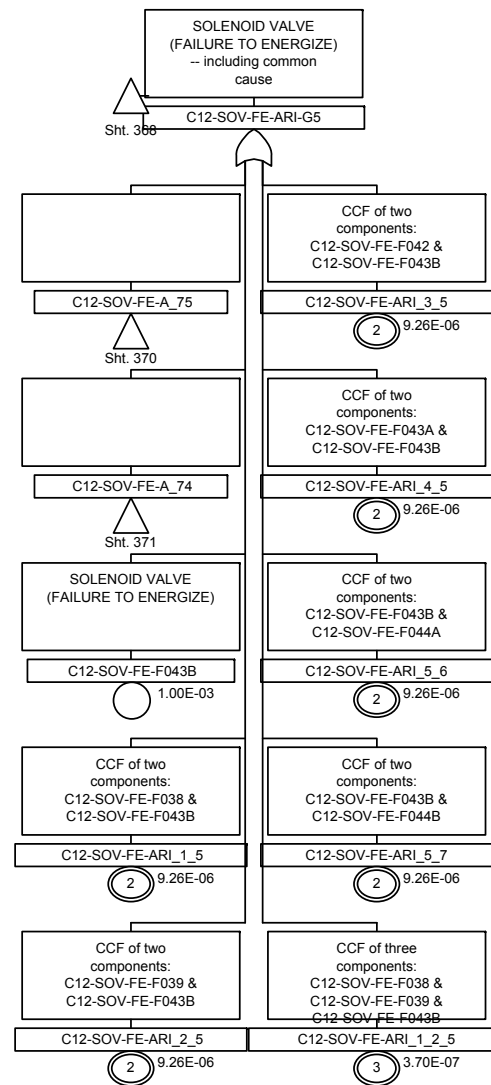 SOLENOID VALVE
(FAILURE TO ENERGIZE)
-- including common
cause
Sht. 368
C12-SOV-FE-ARI-G5
C12-SOV-FE-A_75
Sht. 370
CCF of two
components:
C12-SOV-FE-F042 &
C12-SOV-FE-F043B
C12-SOV-FE-ARI_3_5
2
9.26E-06
C12-SOV-FE-A_74
Sht. 371
CCF of two
components:
C12-SOV-FE-F043A &
C12-SOV-FE-F043B
C12-SOV-FE-ARI_4_5
2
9.26E-06
SOLENOID VALVE
(FAILURE TO ENERGIZE)
C12-SOV-FE-F043B
1.00E-03
CCF of two
components:
C12-SOV-FE-F043B &
C12-SOV-FE-F044A
C12-SOV-FE-ARI_5_6
2
9.26E-06
CCF of two
components:
C12-SOV-FE-F038 &
C12-SOV-FE-F043B
C12-SOV-FE-ARI_1_5
2
9.26E-06
CCF of two
components:
C12-SOV-FE-F043B &
C12-SOV-FE-F044B
C12-SOV-FE-ARI_5_7
2
9.26E-06
CCF of two
components:
C12-SOV-FE-F039 &
C12-SOV-FE-F043B
C12-SOV-FE-ARI_2_5
2
9.26E-06
CCF of three
components:
C12-SOV-FE-F038 &
C12-SOV-FE-F039 &
C12-SOV-FE-F043B
C12-SOV-FE-ARI_1_2_5
3
3.70E-07